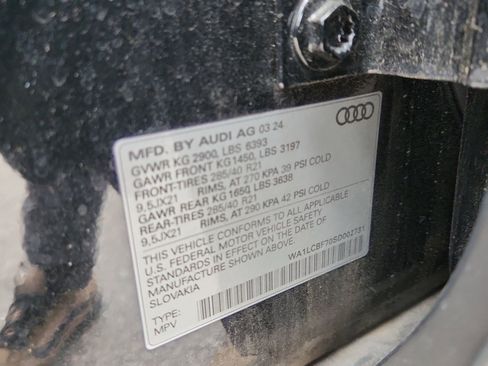 MFD. BY AUDI AG 03 24
GVWR KG 2900, LBS 6393
GAWR FRONT KG1450, LBS 3197
FRONT-TIRES 285/40 R21
9,5JX21 RIMS, AT 270 KPA 39 PSI COLD
GAWR REAR KG 1650 LBS 3638
REAR-TIRES 285/40 R21
9,5JX21 RIMS, AT 290 KPA 42 PSI COLD
THIS VEHICLE CONFORMS TO ALL APPLICABLE
U.S. FEDERAL MOTOR VEHICLE SAFETY
STANDARDS IN EFFECT ON THE DATE OF
MANUFACTURE SHOWN ABOVE.
SLOVAKIA
WA1LCBF70SD002731
TYPE:
MPV